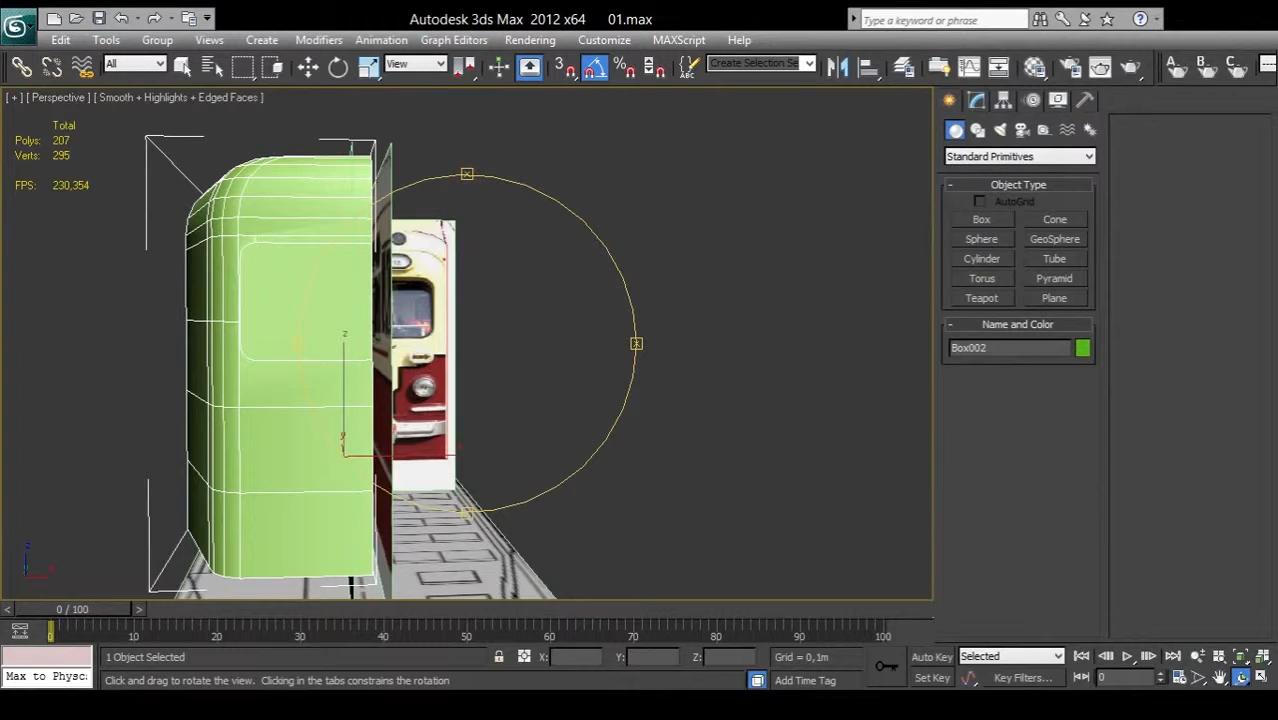 Autodesk 3ds Max 2012 x64 01.max
Type a keyword or phrase
Edit Tools Group Views Create Modifiers Animation Graph Editors Rendering Customize MAXScript Help
All View 3 ABC Create Selection Se A B C
[ + ] [ Perspective ] [ Smooth + Highlights + Edged Faces ]
Total
Polys: 207
Verts: 295
FPS: 230,354
Standard Primitives
- Object Type
AutoGrid
Box Cone
Sphere GeoSphere
Cylinder Tube
Torus Pyramid
Teapot Plane
- Name and Color
Box002
z
0 / 100
0 10 20 30 40 50 60 70 80 90 100
1 Object Selected X: Y: Z: Grid = 0,1m Auto Key Selected
Max to Physc: Click and drag to rotate the view. Clicking in the tabs constrains the rotation Add Time Tag Set Key Key Filters... 0